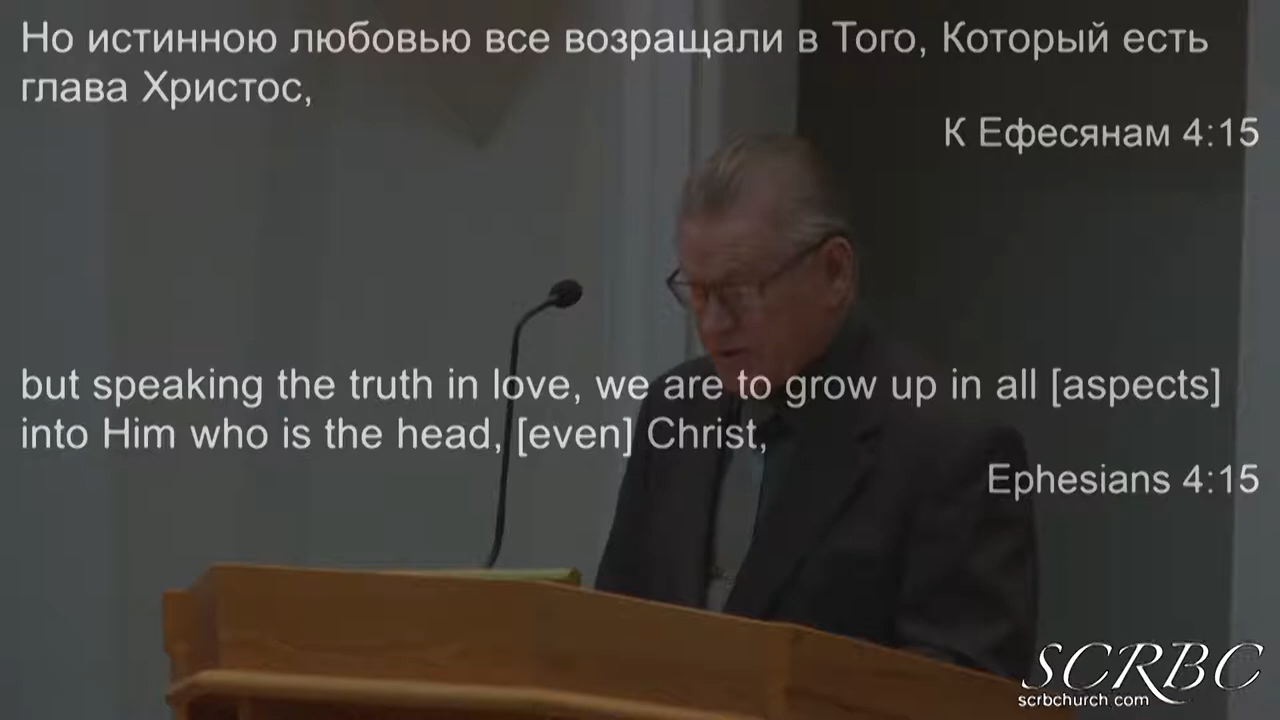 Но истинною любовью все возращали в Того, Который есть
глава Христос,
К Ефесянам 4:15
but speaking the truth in love, we are to grow up in all [aspects]
into Him who is the head, [even] Christ,
Ephesians 4:15
SCRBC
scrbchurch.com